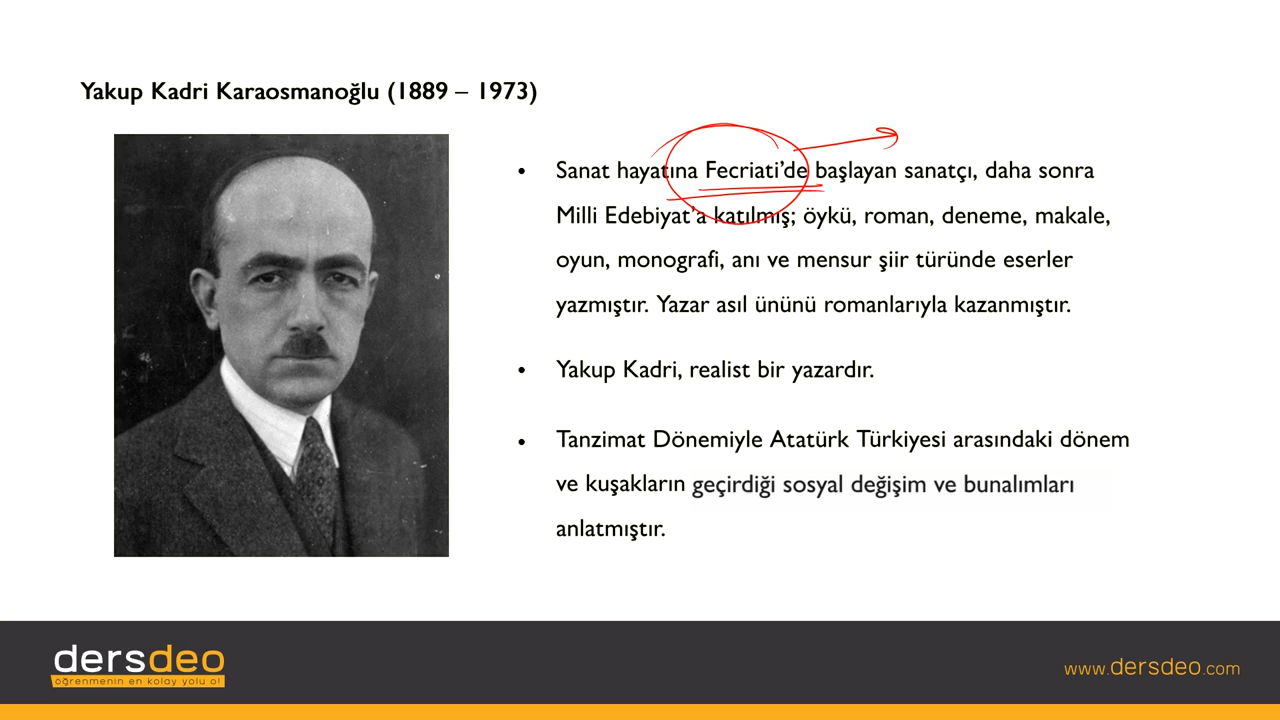 Yakup Kadri Karaosmanoğlu (1889 – 1973)
• Sanat hayatına Fecriati’de başlayan sanatçı, daha sonra
Milli Edebiyat’a katılmış; öykü, roman, deneme, makale,
oyun, monografi, anı ve mensur şiir türünde eserler
yazmıştır. Yazar asıl ününü romanlarıyla kazanmıştır.
• Yakup Kadri, realist bir yazardır.
• Tanzimat Dönemiyle Atatürk Türkiyesi arasındaki dönem
ve kuşakların geçirdiği sosyal değişim ve bunalımları
anlatmıştır.
dersdeo
öğrenmenin en kolay yolu o!
www.dersdeo.com